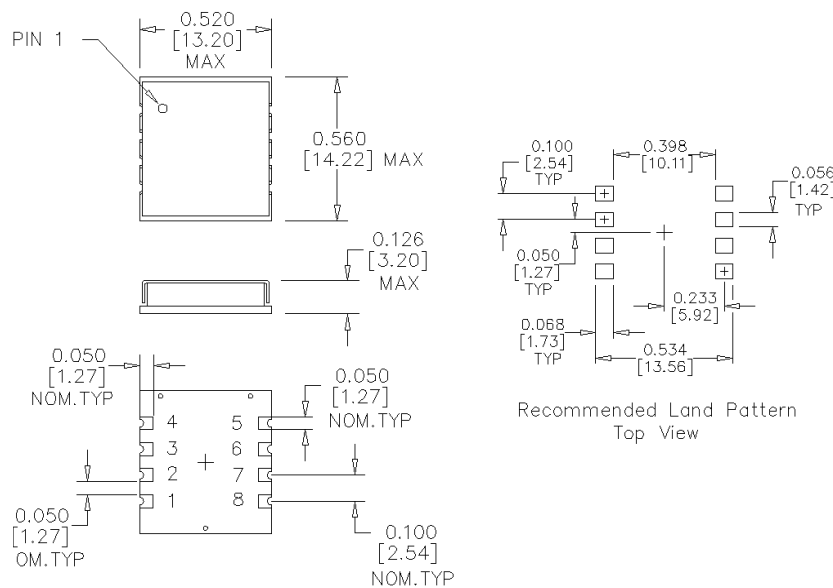 0.520
[13.20]
MAX
PIN 1
0.560
[14.22] MAX
0.126
[3.20]
MAX
0.050
[1.27]
NOM.TYP
0.050
[1.27]
NOM.TYP
4 5
3 6
2 7
1 8
0.050
[1.27]
OM.TYP
0.100
[2.54]
NOM.TYP
0.100
[2.54]
TYP
0.398
[10.11]
0.056
[1.42]
TYP
0.050
[1.27]
TYP
0.233
[5.92]
0.068
[1.73]
TYP
0.534
[13.56]
Recommended Land Pattern
Top View